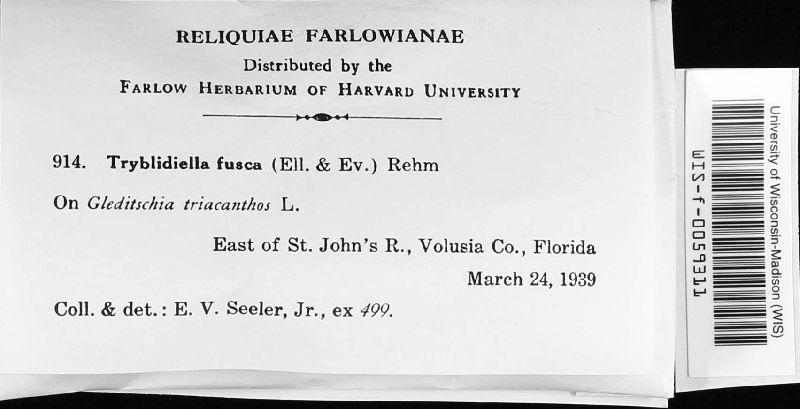 RELIQUIAE FARLOWIANAE
Distributed by the
FARLOW HERBARIUM OF HARVARD UNIVERSITY
914. Tryblidiella fusca (Ell. & Ev.) Rehm
On Gleditschia triacanthos L.
East of St. John's R., Volusia Co., Florida
March 24, 1939
Coll. & det.: E. V. Seeler, Jr., ex 499.
University of Wisconsin-Madison (WIS)
WIS-f-0059311